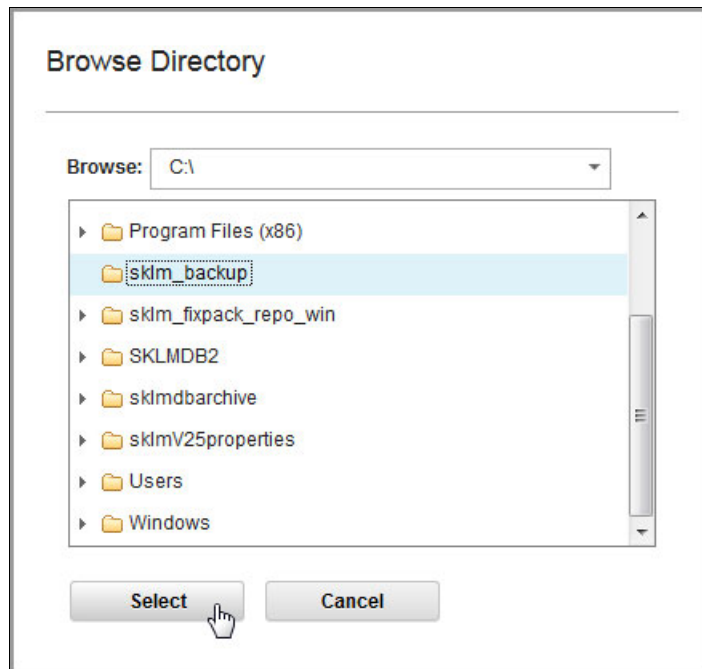 Browse Directory
Browse: C:\
Program Files (x86)
sklm_backup
sklm_fixpack_repo_win
SKLMDB2
sklmdbarchive
sklmV25properties
Users
Windows
Select Cancel